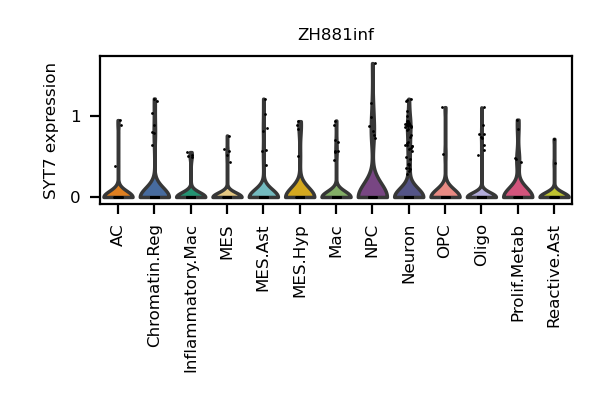 ZH881inf
SYT7 expression
1
0
AC
Chromatin.Reg
Inflammatory.Mac
MES
MES.Ast
MES.Hyp
Mac
NPC
Neuron
OPC
Oligo
Prolif.Metab
Reactive.Ast